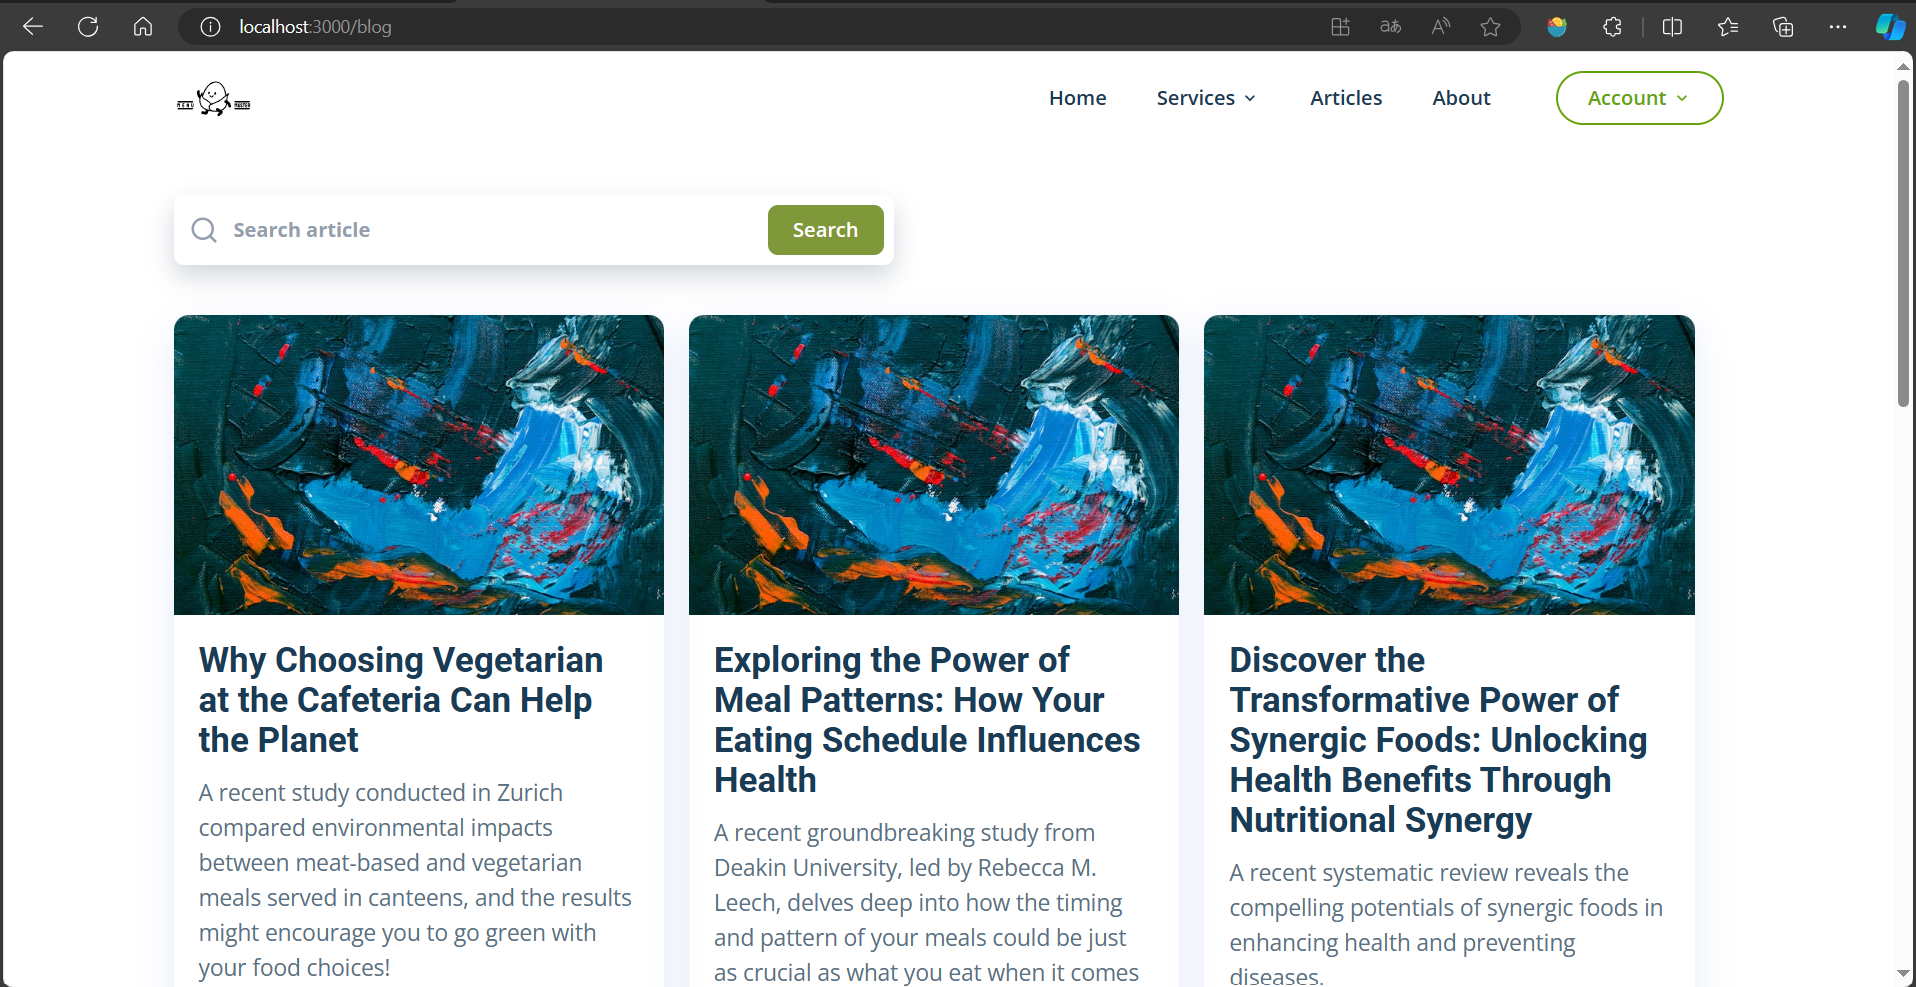 localhost:3000/blog
MENU MASTER
Home Services Articles About Account
Search article Search
Why Choosing Vegetarian
at the Cafeteria Can Help
the Planet
A recent study conducted in Zurich
compared environmental impacts
between meat-based and vegetarian
meals served in canteens, and the results
might encourage you to go green with
your food choices!
Exploring the Power of
Meal Patterns: How Your
Eating Schedule Influences
Health
A recent groundbreaking study from
Deakin University, led by Rebecca M.
Leech, delves deep into how the timing
and pattern of your meals could be just
as crucial as what you eat when it comes
Discover the
Transformative Power of
Synergic Foods: Unlocking
Health Benefits Through
Nutritional Synergy
A recent systematic review reveals the
compelling potentials of synergic foods in
enhancing health and preventing
diseases.